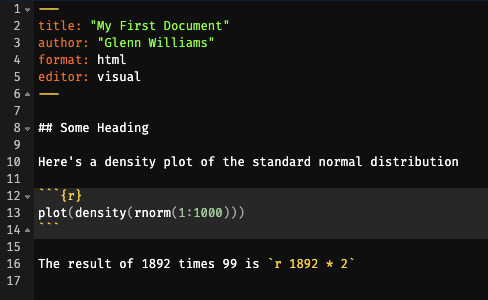 1 ---
2 title: "My First Document"
3 author: "Glenn Williams"
4 format: html
5 editor: visual
6 ---
7
8 ## Some Heading
9
10 Here's a density plot of the standard normal distribution
11
12 ```{r}
13 plot(density(rnorm(1:1000)))
14 ```
15
16 The result of 1892 times 99 is `r 1892 * 2`
17